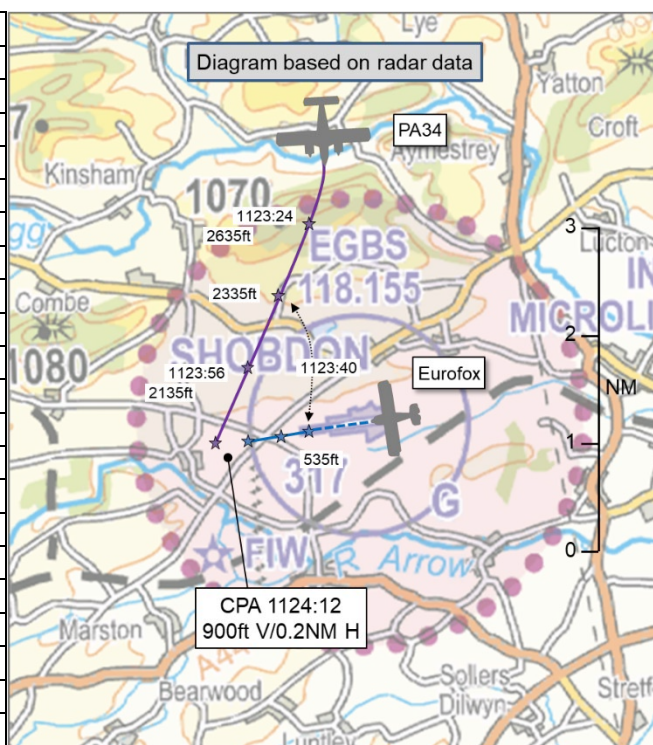 Lye
Diagram based on radar data
Yatton
PA34
Croft
Aymestrey
Kinsham
1070
1123:24
2635ft
3
EGBS
Lucton
2335ft
118.155
Combe
2
MICROLI
SHOBDON
1080
1123:56
1123:40
2135ft
Eurofox
NM
1
535ft
317
G
FIW
0
R Arrow
CPA 1124:12
900ft V/0.2NM H
Marston
A44
Bearwood
Sollers
Dilwyn
Stretf
Luntley